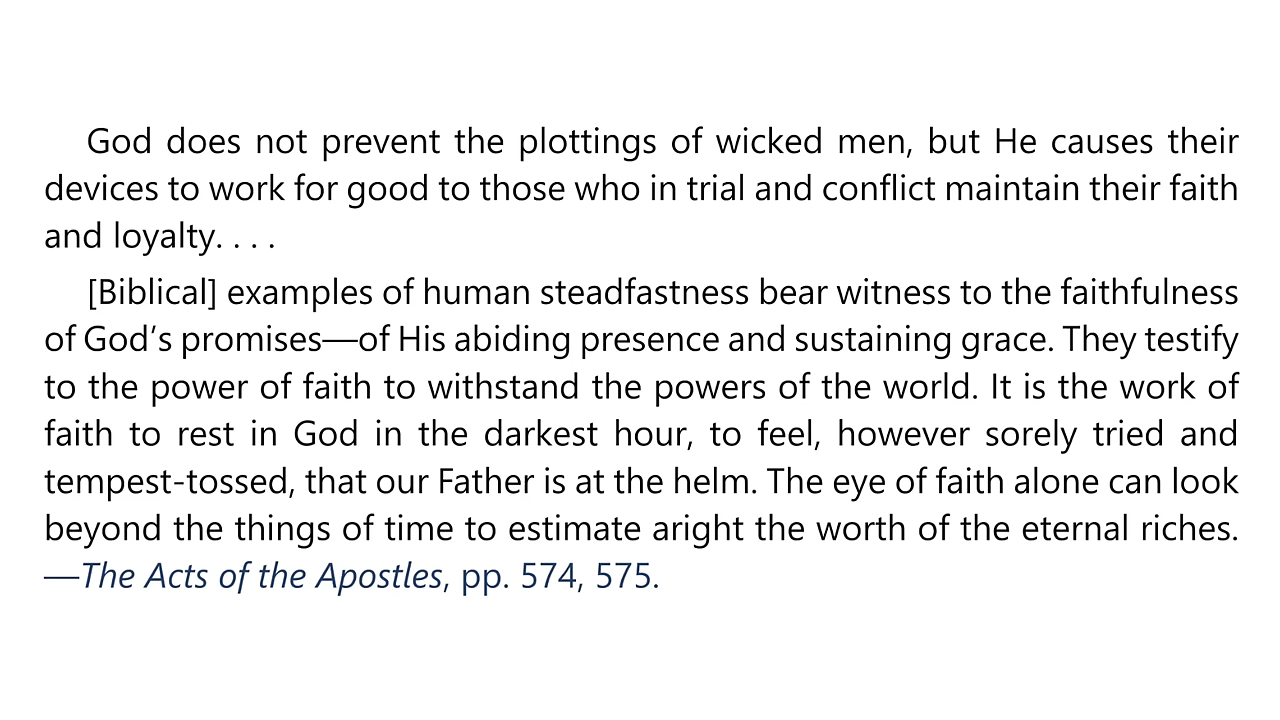 God does not prevent the plottings of wicked men, but He causes their
devices to work for good to those who in trial and conflict maintain their faith
and loyalty. . . .
[Biblical] examples of human steadfastness bear witness to the faithfulness
of God’s promises—of His abiding presence and sustaining grace. They testify
to the power of faith to withstand the powers of the world. It is the work of
faith to rest in God in the darkest hour, to feel, however sorely tried and
tempest-tossed, that our Father is at the helm. The eye of faith alone can look
beyond the things of time to estimate aright the worth of the eternal riches.
—The Acts of the Apostles, pp. 574, 575.